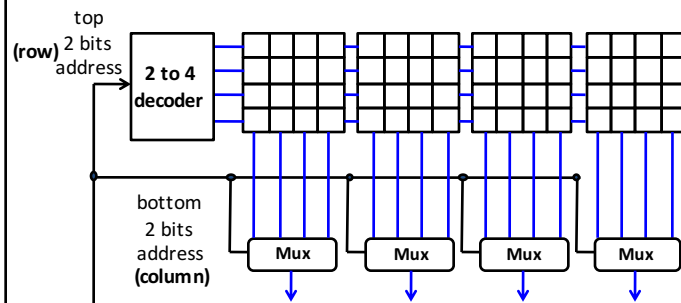 top
(row) 2 bits
address
2 to 4
decoder
bottom
2 bits
address
(column)
Mux
Mux
Mux
Mux